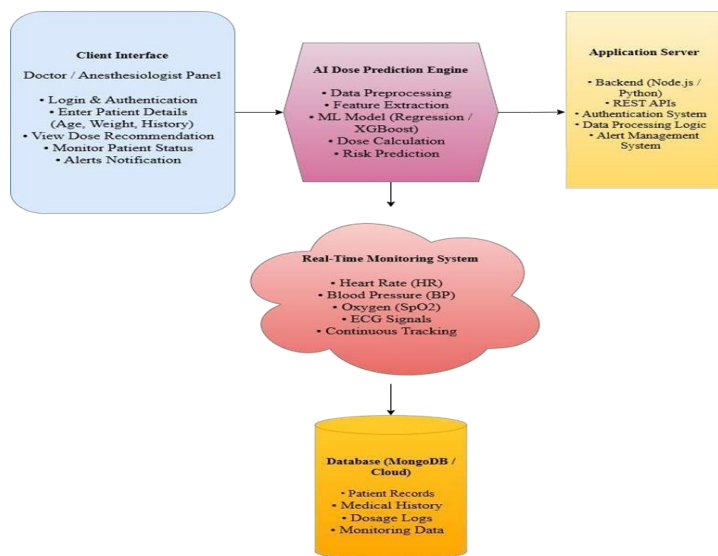 Client Interface
Doctor / Anesthesiologist Panel
• Login & Authentication
• Enter Patient Details
(Age, Weight, History)
• View Dose Recommendation
• Monitor Patient Status
• Alerts Notification
AI Dose Prediction Engine
• Data Preprocessing
• Feature Extraction
• ML Model (Regression /
XGBoost)
• Dose Calculation
• Risk Prediction
Application Server
• Backend (Node.js /
Python)
• REST APIs
• Authentication System
• Data Processing Logic
• Alert Management
System
Real-Time Monitoring System
• Heart Rate (HR)
• Blood Pressure (BP)
• Oxygen (SpO2)
• ECG Signals
• Continuous Tracking
Database (MongoDB /
Cloud)
• Patient Records
• Medical History
• Dosage Logs
• Monitoring Data